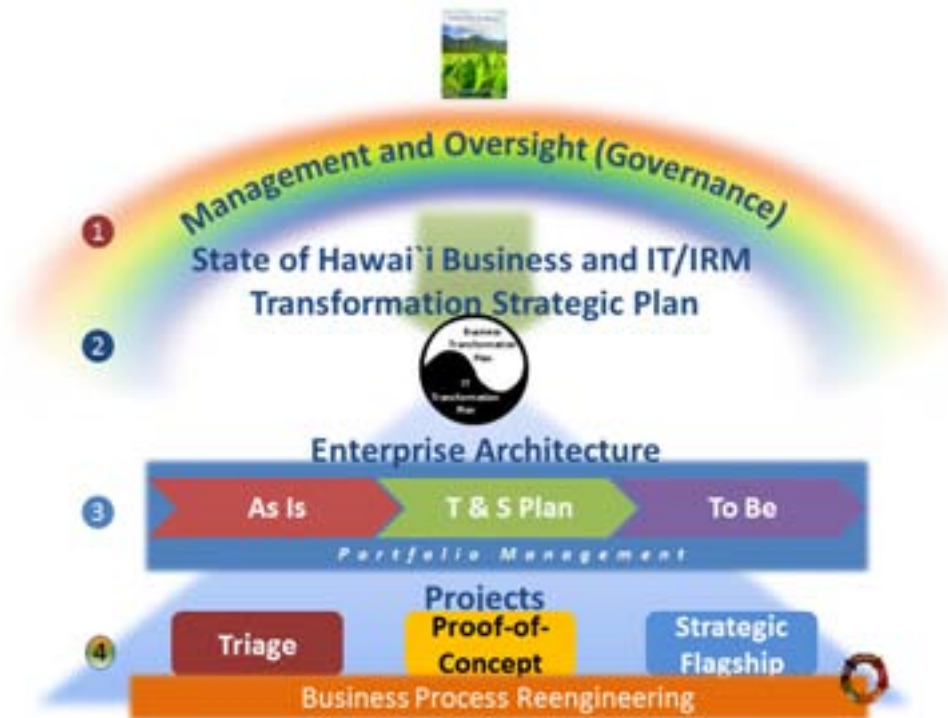 Management and Oversight (Governance)
1
State of Hawai`i Business and IT/IRM
Transformation Strategic Plan
2
Business
Transformation
Plan
IT
Transformation
Plan
Enterprise Architecture
3
As Is
T & S Plan
To Be
Portfolio Management
Projects
4
Triage
Proof-of-
Concept
Strategic
Flagship
Business Process Reengineering